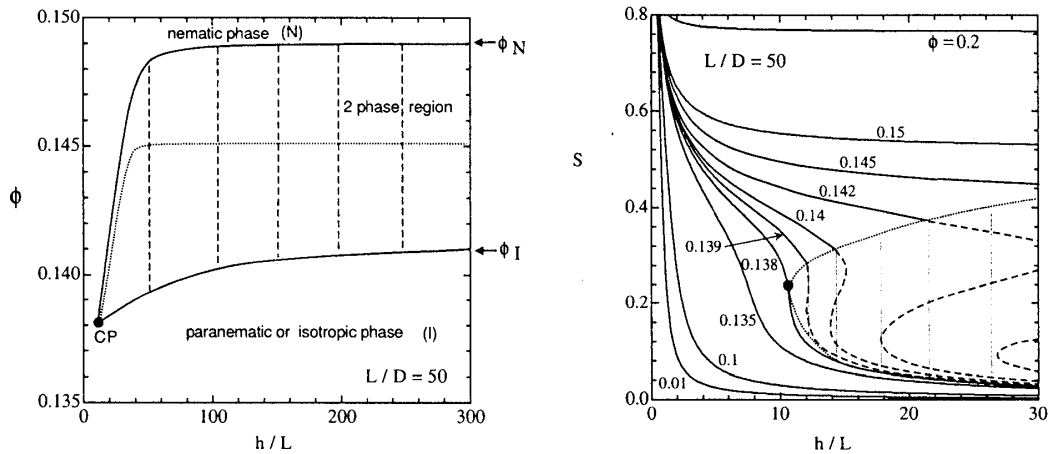 0.150
0.145
0.140
0.135
ϕ
nematic phase (N)
ϕN
2 phase region
ϕI
CP
paranematic or isotropic phase (I)
L / D = 50
0 100 200 300
h / L
0.8
0.6
S
0.4
0.2
0.0
ϕ = 0.2
L / D = 50
0.15
0.145
0.142
0.14
0.139
0.138
0.135
0.1
0.01
0 10 20 30
h / L